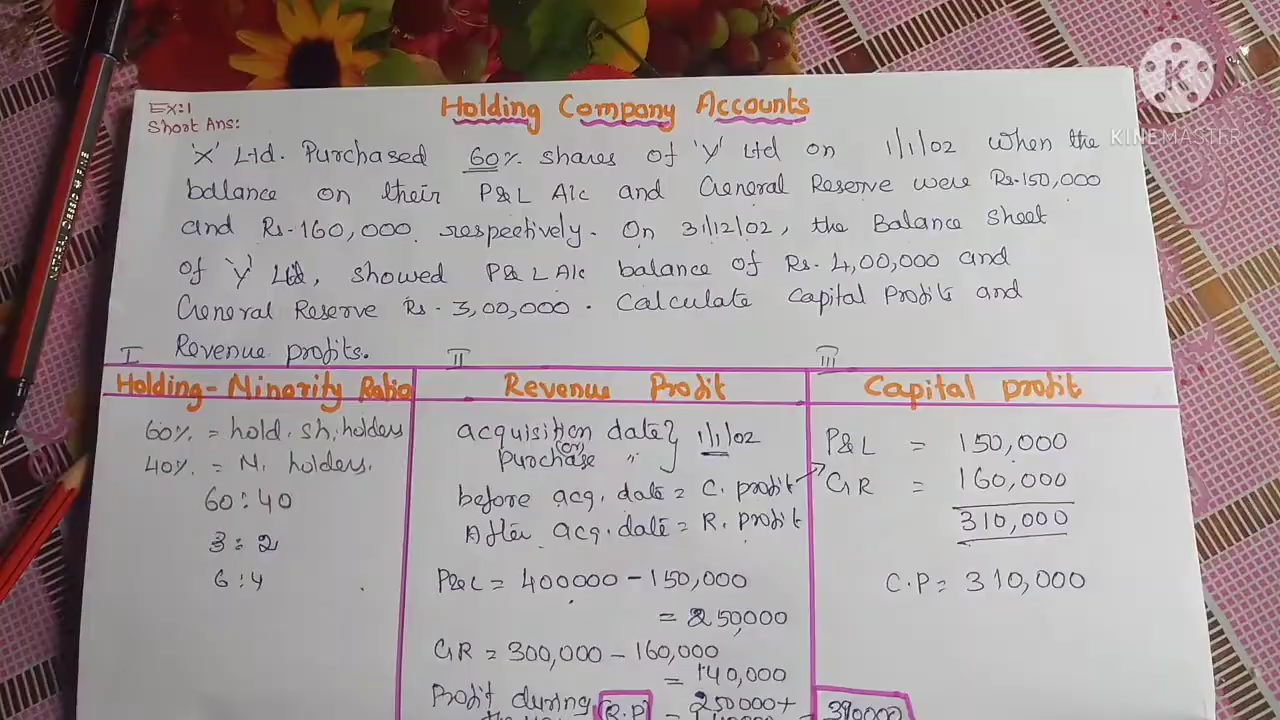 Ex:1
Short Ans:
Holding Company Accounts
'X' Ltd. Purchased 60% shares of 'Y' Ltd on 1/1/02 when the
balance on their P&L A/c and General Reserve were Rs.150,000
and Rs.160,000 respectively. On 31/12/02, the Balance Sheet
of 'Y' Ltd, showed P&L A/c balance of Rs. 4,00,000 and
General Reserve Rs. 3,00,000. Calculate Capital Profits and
Revenue profits.
I
Holding-Minority Ratio
60% = hold. sh. holders
40% = M. holders.
60:40
3:2
6:4
II
Revenue Profit
acquisition date } 1/1/02
(or)
purchase "
before acq. date = C. profit
After acq. date = R. profit
P&L = 400000 - 150,000
= 250000
GR = 300,000 - 160,000
= 140,000
Profit during (R.P) = 250000+
= 390000
III
Capital profit
P&L = 150,000
GR = 160,000
310,000
C.P = 310,000
KINEMASTER